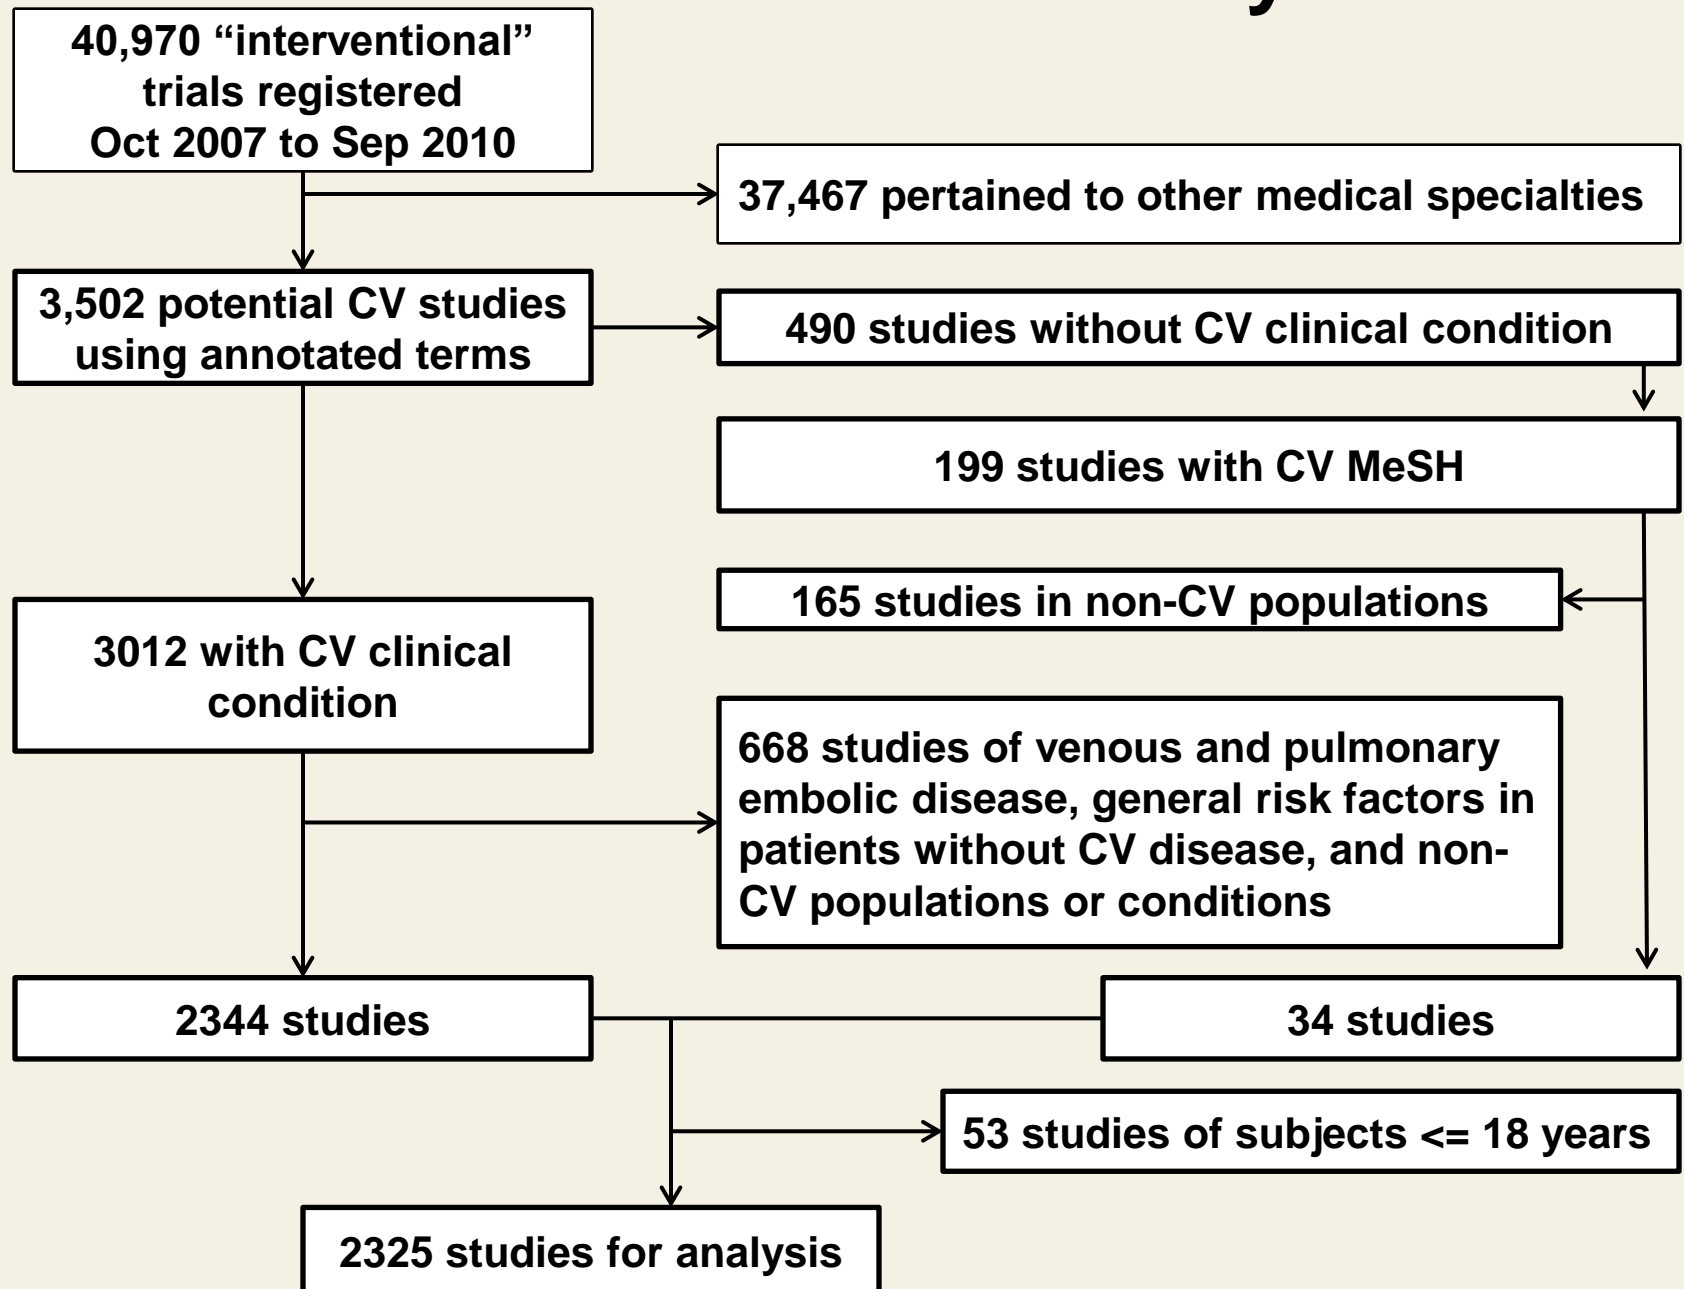 40,970 “interventional”
trials registered
Oct 2007 to Sep 2010
37,467 pertained to other medical specialties
3,502 potential CV studies
using annotated terms
490 studies without CV clinical condition
199 studies with CV MeSH
165 studies in non-CV populations
3012 with CV clinical
condition
668 studies of venous and pulmonary
embolic disease, general risk factors in
patients without CV disease, and non-
CV populations or conditions
2344 studies
34 studies
53 studies of subjects <= 18 years
2325 studies for analysis